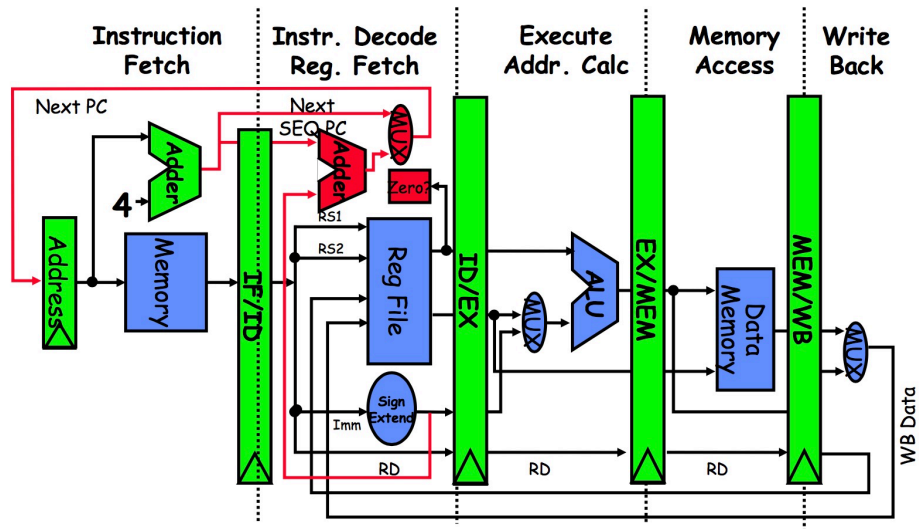 Instruction
Fetch
Instr. Decode
Reg. Fetch
Execute
Addr. Calc
Memory
Access
Write
Back
Next PC
Next
SEQ PC
Adder
4
Adder
MUX
Zero?
Address
Memory
IF/ID
RS1
RS2
Reg File
ID/EX
MUX
ALU
EX/MEM
Data
Memory
MEM/WB
MUX
Imm
Sign
Extend
RD
RD
RD
WB Data